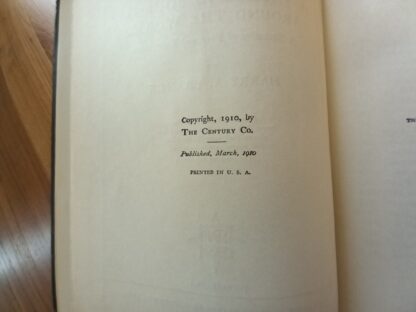 Copyright, 1910, by
THE CENTURY CO.
Published, March, 1910
PRINTED IN U. S. A.